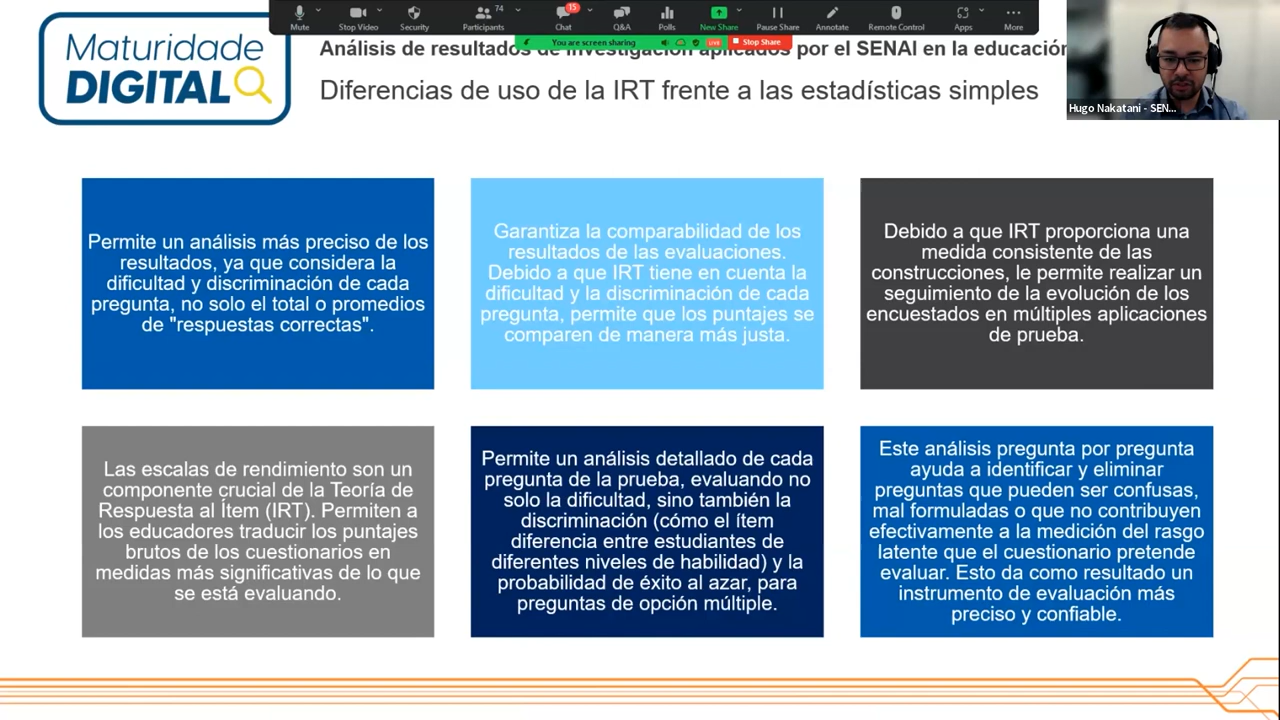 Mute
Stop Video
Security
Participants
74
Chat
15
Q&A
Polls
New Share
Pause Share
Annotate
Remote Control
Apps
More
You are screen sharing
LIVE
Stop Share
Maturidade
DIGITAL
Análisis de resultados de investigación aplicados por el SENAI en la educación
Diferencias de uso de la IRT frente a las estadísticas simples
Hugo Nakatani - SEN...
Permite un análisis más preciso de los
resultados, ya que considera la
dificultad y discriminación de cada
pregunta, no solo el total o promedios
de "respuestas correctas".
Garantiza la comparabilidad de los
resultados de las evaluaciones.
Debido a que IRT tiene en cuenta la
dificultad y la discriminación de cada
pregunta, permite que los puntajes se
comparen de manera más justa.
Debido a que IRT proporciona una
medida consistente de las
construcciones, le permite realizar un
seguimiento de la evolución de los
encuestados en múltiples aplicaciones
de prueba.
Las escalas de rendimiento son un
componente crucial de la Teoría de
Respuesta al Ítem (IRT). Permiten a
los educadores traducir los puntajes
brutos de los cuestionarios en
medidas más significativas de lo que
se está evaluando.
Permite un análisis detallado de cada
pregunta de la prueba, evaluando no
solo la dificultad, sino también la
discriminación (cómo el ítem
diferencia entre estudiantes de
diferentes niveles de habilidad) y la
probabilidad de éxito al azar, para
preguntas de opción múltiple.
Este análisis pregunta por pregunta
ayuda a identificar y eliminar
preguntas que pueden ser confusas,
mal formuladas o que no contribuyen
efectivamente a la medición del rasgo
latente que el cuestionario pretende
evaluar. Esto da como resultado un
instrumento de evaluación más
preciso y confiable.